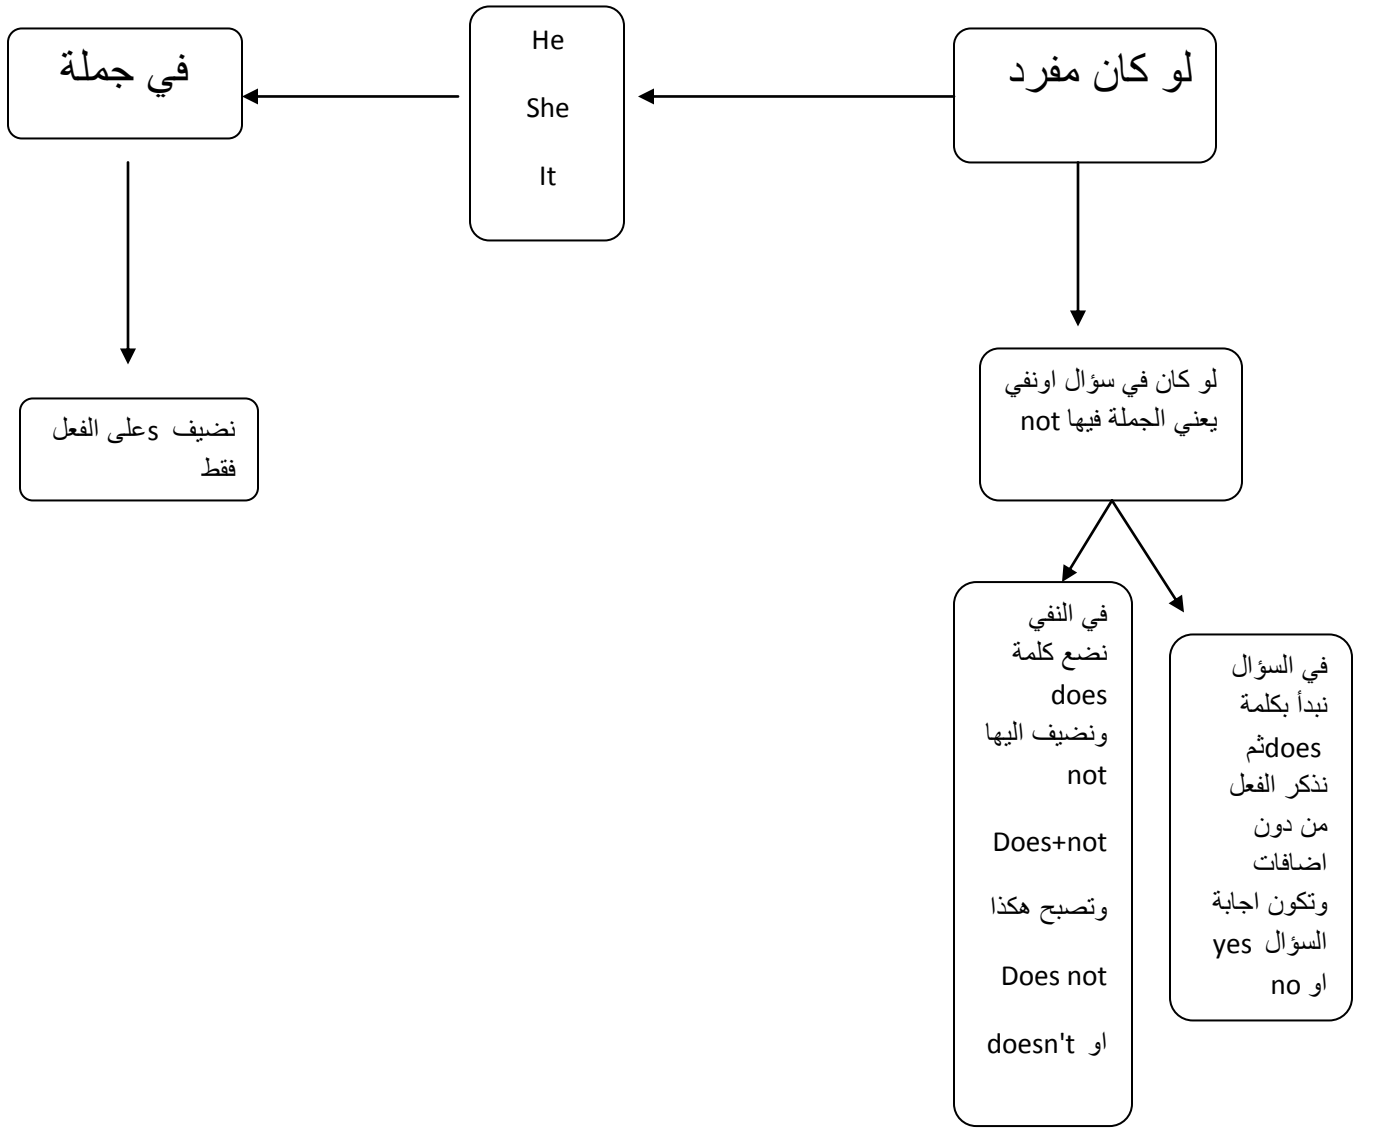 لو كان مفرد
He
She
It
في جملة
نضيف sعلى الفعل
فقط
لو كان في سؤال اونفي
يعني الجملة فيها not
في السؤال
نبدأ بكلمة
doesثم
نذكر الفعل
من دون
اضافات
وتكون اجابة
السؤال yes
او no
في النفي
نضع كلمة
does
ونضيف اليها
not
Does+not
وتصبح هكذا
Does not
او doesn't